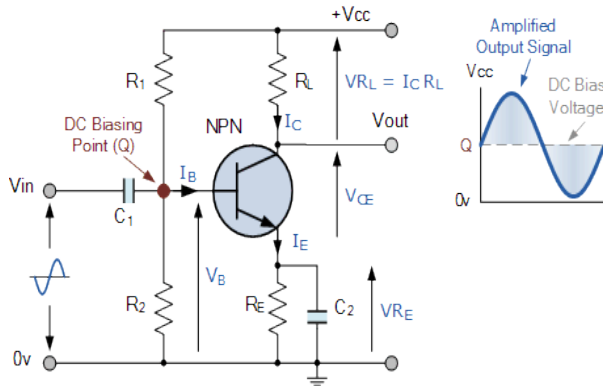 +Vcc
Amplified
Output Signal
R1
RL
VRL = IC RL
Vcc
DC Bias
Voltage
DC Biasing
Point (Q)
NPN
IC
Vout
Q
Vin
IB
VCE
0v
C1
IE
VB
R2
RE
C2
VRE
0v